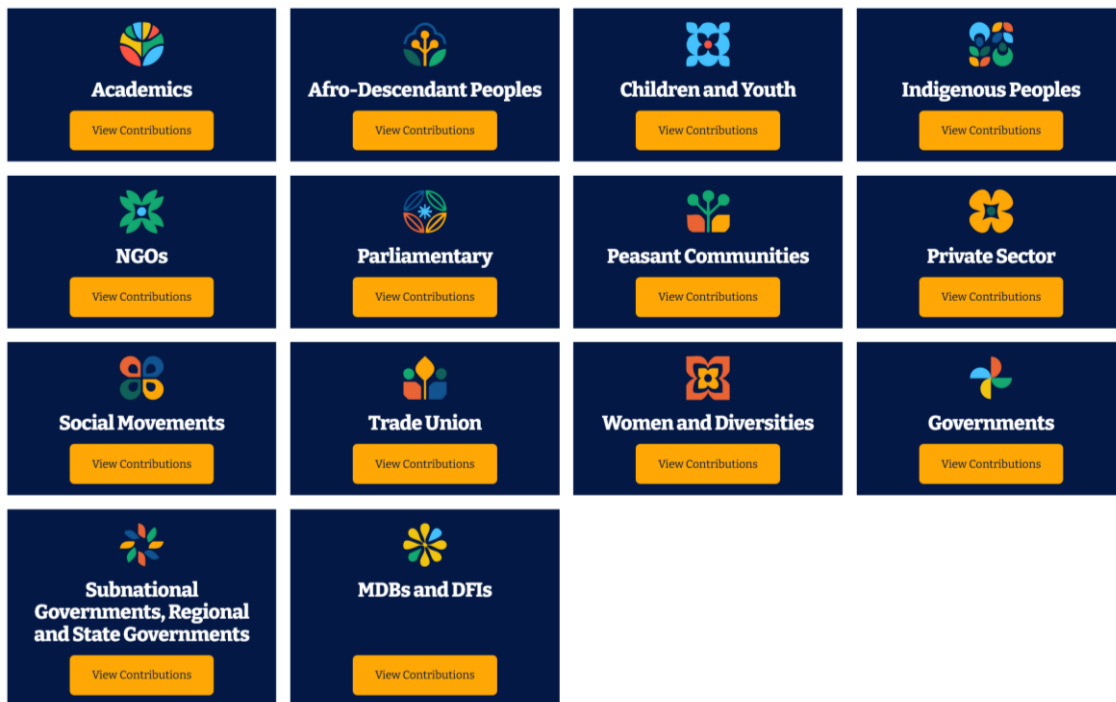 Academics
View Contributions
Afro-Descendant Peoples
View Contributions
Children and Youth
View Contributions
Indigenous Peoples
View Contributions
NGOs
View Contributions
Parliamentary
View Contributions
Peasant Communities
View Contributions
Private Sector
View Contributions
Social Movements
View Contributions
Trade Union
View Contributions
Women and Diversities
View Contributions
Governments
View Contributions
Subnational
Governments, Regional
and State Governments
View Contributions
MDBs and DFIs
View Contributions